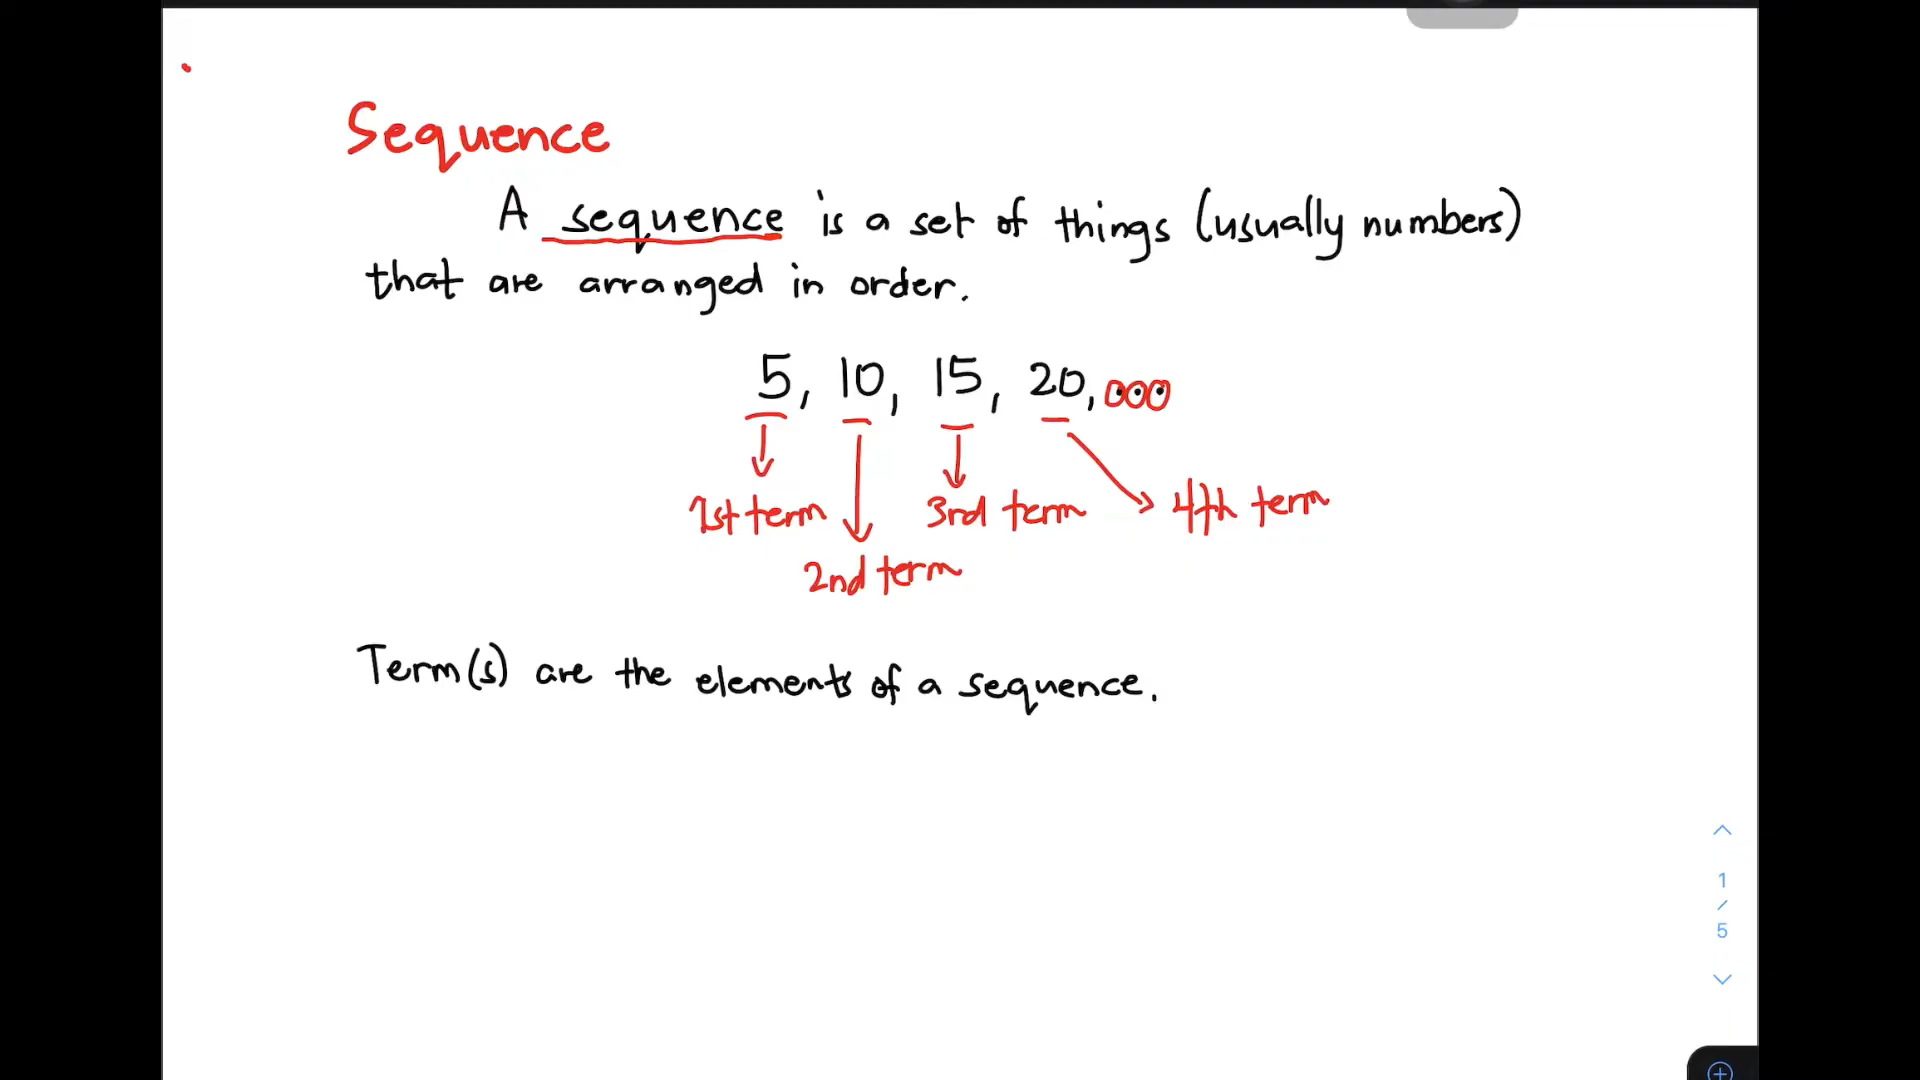 Sequence
A sequence is a set of things (usually numbers)
that are arranged in order.
5, 10, 15, 20, ...
1st term 3rd term 4th term
2nd term
Term(s) are the elements of a sequence.
1
/
5